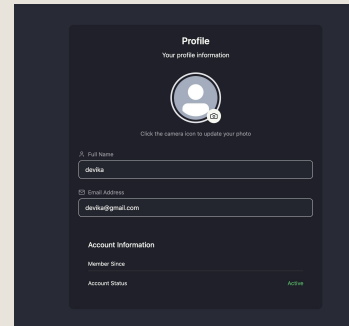 Profile
Your profile information
Click the camera icon to update your photo
Full Name
devika
Email Address
devika@gmail.com
Account Information
Member Since
Account Status Active